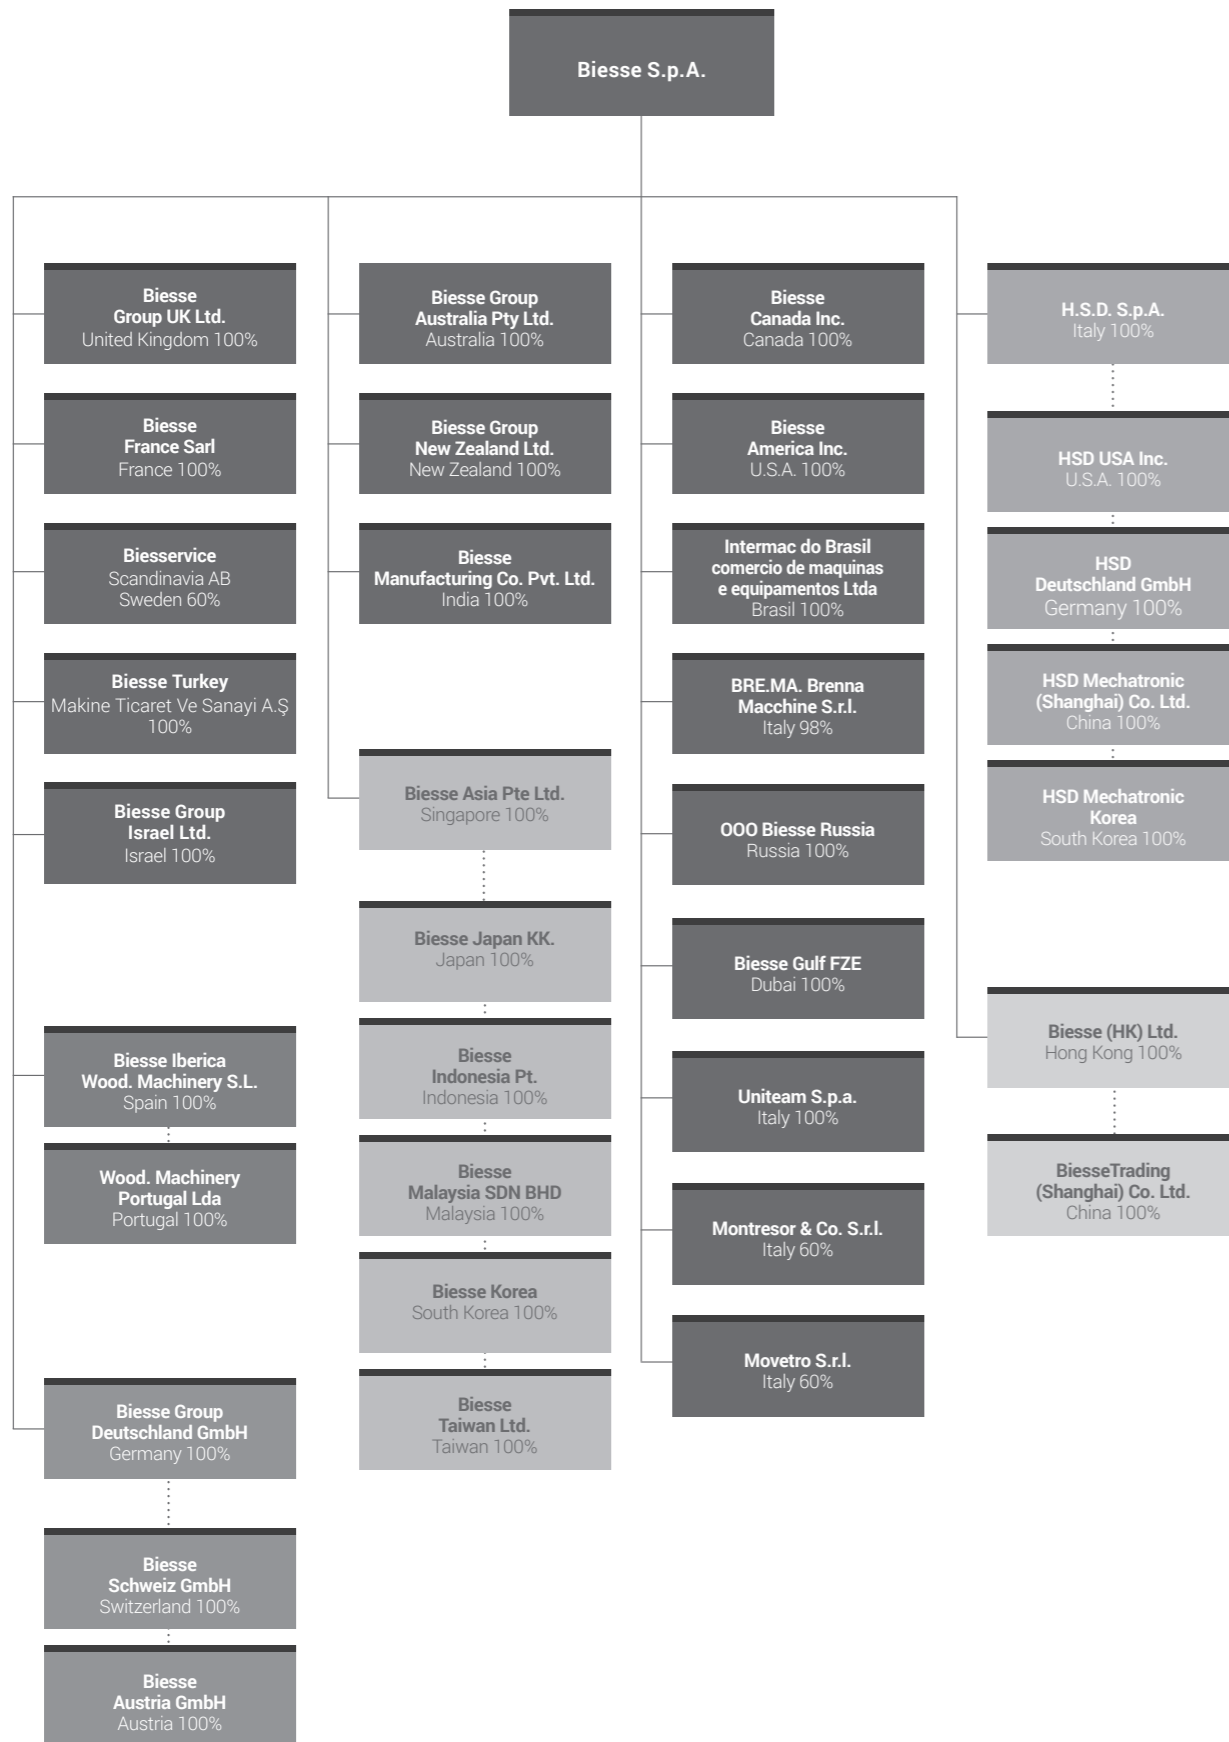 Biesse S.p.A.
Biesse
Group UK Ltd.
United Kingdom 100%
Biesse
France Sarl
France 100%
Biesservice
Scandinavia AB
Sweden 60%
Biesse Turkey
Makine Ticaret Ve Sanayi A.Ş
100%
Biesse Group
Israel Ltd.
Israel 100%
Biesse Iberica
Wood. Machinery S.L.
Spain 100%
Wood. Machinery
Portugal Lda
Portugal 100%
Biesse Group
Deutschland GmbH
Germany 100%
Biesse
Schweiz GmbH
Switzerland 100%
Biesse
Austria GmbH
Austria 100%
Biesse Group
Australia Pty Ltd.
Australia 100%
Biesse Group
New Zealand Ltd.
New Zealand 100%
Biesse
Manufacturing Co. Pvt. Ltd.
India 100%
Biesse Asia Pte Ltd.
Singapore 100%
Biesse Japan KK.
Japan 100%
Biesse
Indonesia Pt.
Indonesia 100%
Biesse
Malaysia SDN BHD
Malaysia 100%
Biesse Korea
South Korea 100%
Biesse
Taiwan Ltd.
Taiwan 100%
Biesse
Canada Inc.
Canada 100%
Biesse
America Inc.
U.S.A. 100%
Intermac do Brasil
comercio de maquinas
e equipamentos Ltda
Brasil 100%
BRE.MA. Brenna
Macchine S.r.l.
Italy 98%
OOO Biesse Russia
Russia 100%
Biesse Gulf FZE
Dubai 100%
Uniteam S.p.a.
Italy 100%
Montresor & Co. S.r.l.
Italy 60%
Movetro S.r.l.
Italy 60%
H.S.D. S.p.A.
Italy 100%
HSD USA Inc.
U.S.A. 100%
HSD
Deutschland GmbH
Germany 100%
HSD Mechatronic
(Shanghai) Co. Ltd.
China 100%
HSD Mechatronic
Korea
South Korea 100%
Biesse (HK) Ltd.
Hong Kong 100%
BiesseTrading
(Shanghai) Co. Ltd.
China 100%